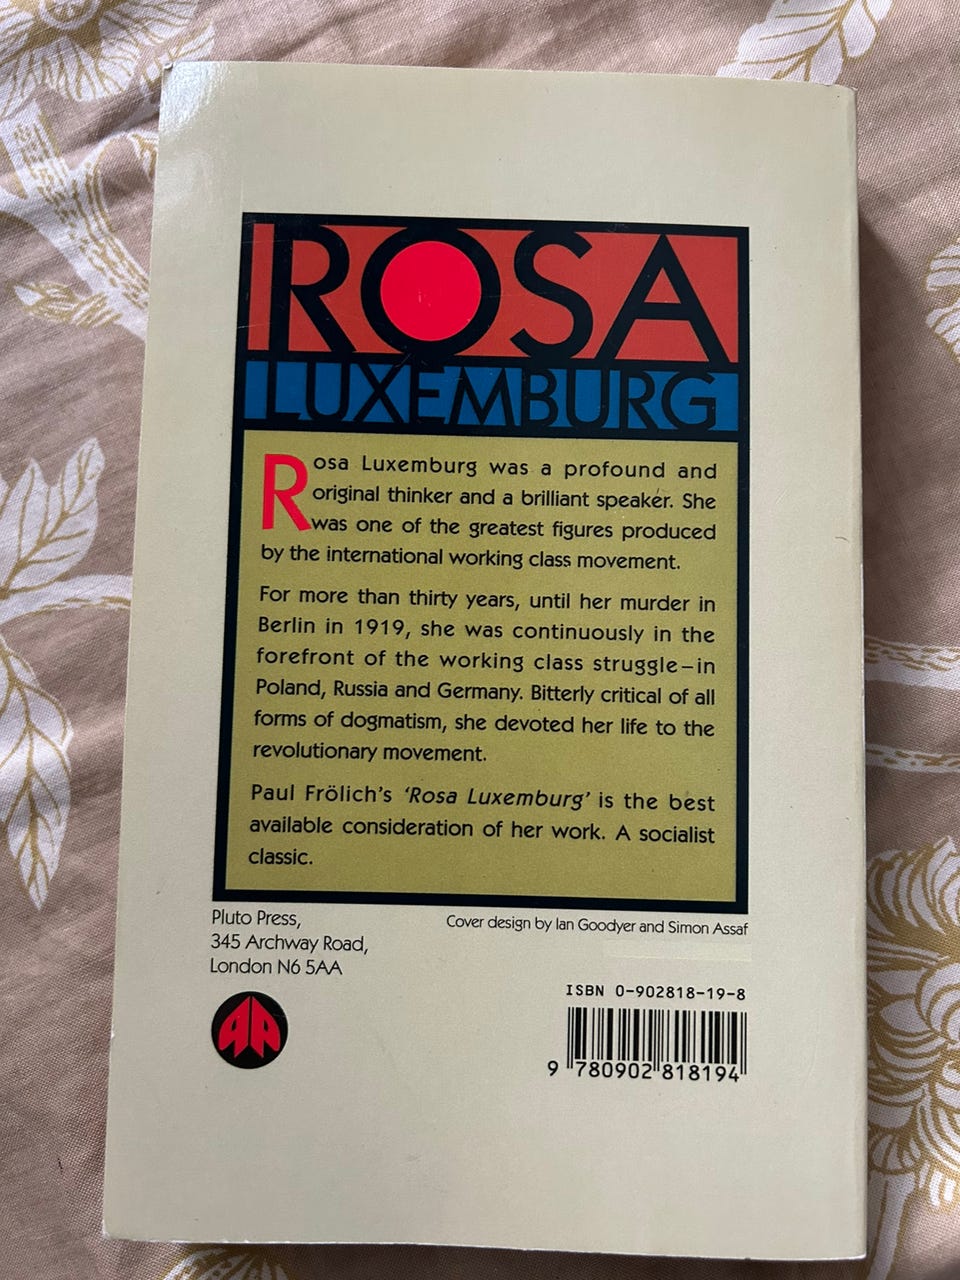 ROSA
LUXEMBURG
Rosa Luxemburg was a profound and
original thinker and a brilliant speaker. She
was one of the greatest figures produced
by the international working class movement.
For more than thirty years, until her murder in
Berlin in 1919, she was continuously in the
forefront of the working class struggle–in
Poland, Russia and Germany. Bitterly critical of all
forms of dogmatism, she devoted her life to the
revolutionary movement.
Paul Frölich's 'Rosa Luxemburg' is the best
available consideration of her work. A socialist
classic.
Pluto Press,
345 Archway Road,
London N6 5AA
Cover design by Ian Goodyer and Simon Assaf
ISBN 0-902818-19-8
9 780902 818194